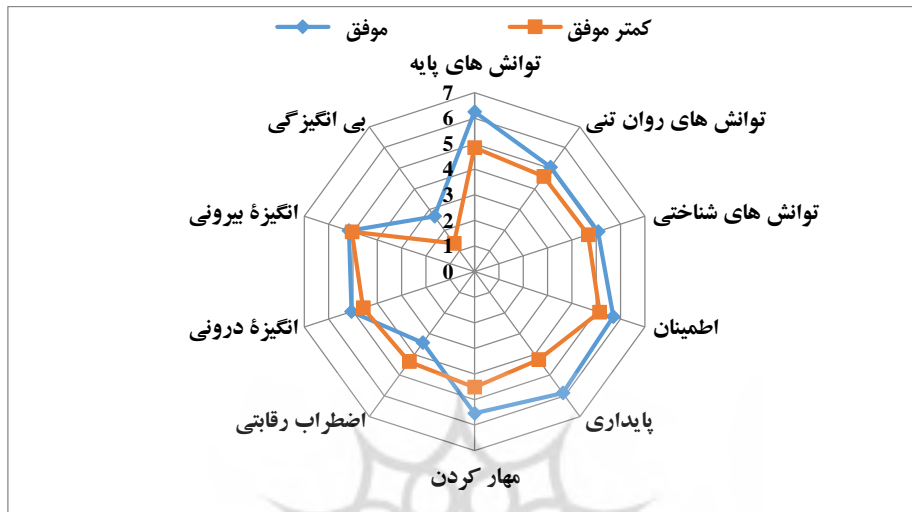 موفق
کمتر موفق
توانش های پایه
توانش های روان تنی
توانش های شناختی
اطمینان
پایداری
مهار کردن
اضطراب رقابتی
انگیزۀ درونی
انگیزۀ بیرونی
بی انگیزگی
7
6
5
4
3
2
1
0